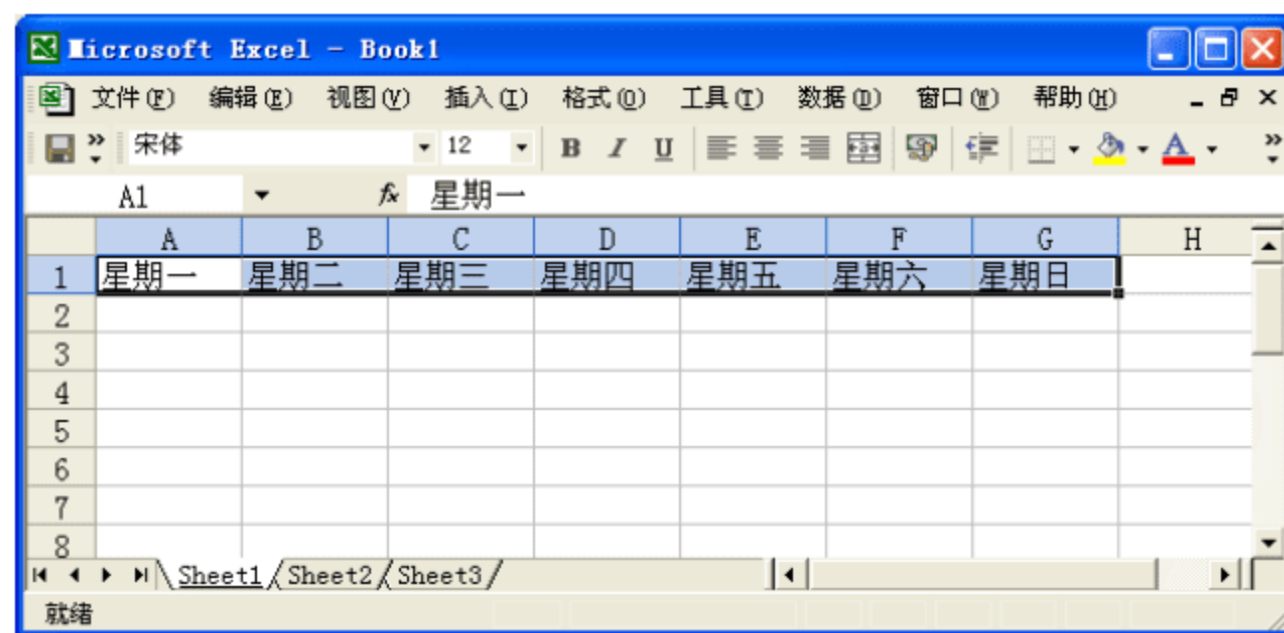 Microsoft Excel - Book1
文件(F) 编辑(E) 视图(V) 插入(I) 格式(O) 工具(T) 数据(D) 窗口(W) 帮助(H)
宋体 12 B I U A
A1 fx 星期一
A B C D E F G H
1 星期一 星期二 星期三 星期四 星期五 星期六 星期日
2
3
4
5
6
7
8
Sheet1 Sheet2 Sheet3
就绪